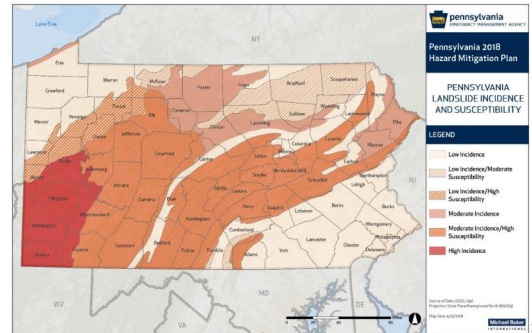 pennsylvania
EMERGENCY MANAGEMENT AGENCY
Pennsylvania 2018
Hazard Mitigation Plan
PENNSYLVANIA
LANDSLIDE INCIDENCE
AND SUSCEPTIBILITY
LEGEND
Low Incidence
Low Incidence/Moderate
Susceptibility
Low Incidence/High
Susceptibility
Moderate Incidence
Moderate Incidence/High
Susceptibility
High Incidence
Michael Baker
INTERNATIONAL
Lake Erie
NY
Erie
Warren
McKean
Potter
Tioga
Bradford
Susquehanna
Wayne
Crawford
Forest
Elk
Cameron
Sullivan
Wyoming
Lackawanna
Pike
Mercer
Venango
Clarion
Jefferson
Clinton
Lycoming
Columbia
Luzerne
Monroe
Lawrence
Butler
Armstrong
Clearfield
Centre
Union
Carbon
Northumberland
Northampton
Snyder
Schuylkill
Lehigh
NJ
Beaver
Indiana
Mifflin
Juniata
Allegheny
Cambria
Blair
Perry
Dauphin
Berks
Bucks
Westmoreland
Huntingdon
Lebanon
Montgomery
Washington
Cumberland
Lancaster
Philadelphia
Somerset
Bedford
Fulton
Franklin
Adams
York
Chester
Delaware
Greene
Fayette
WV
MD
DE
VA
Miles